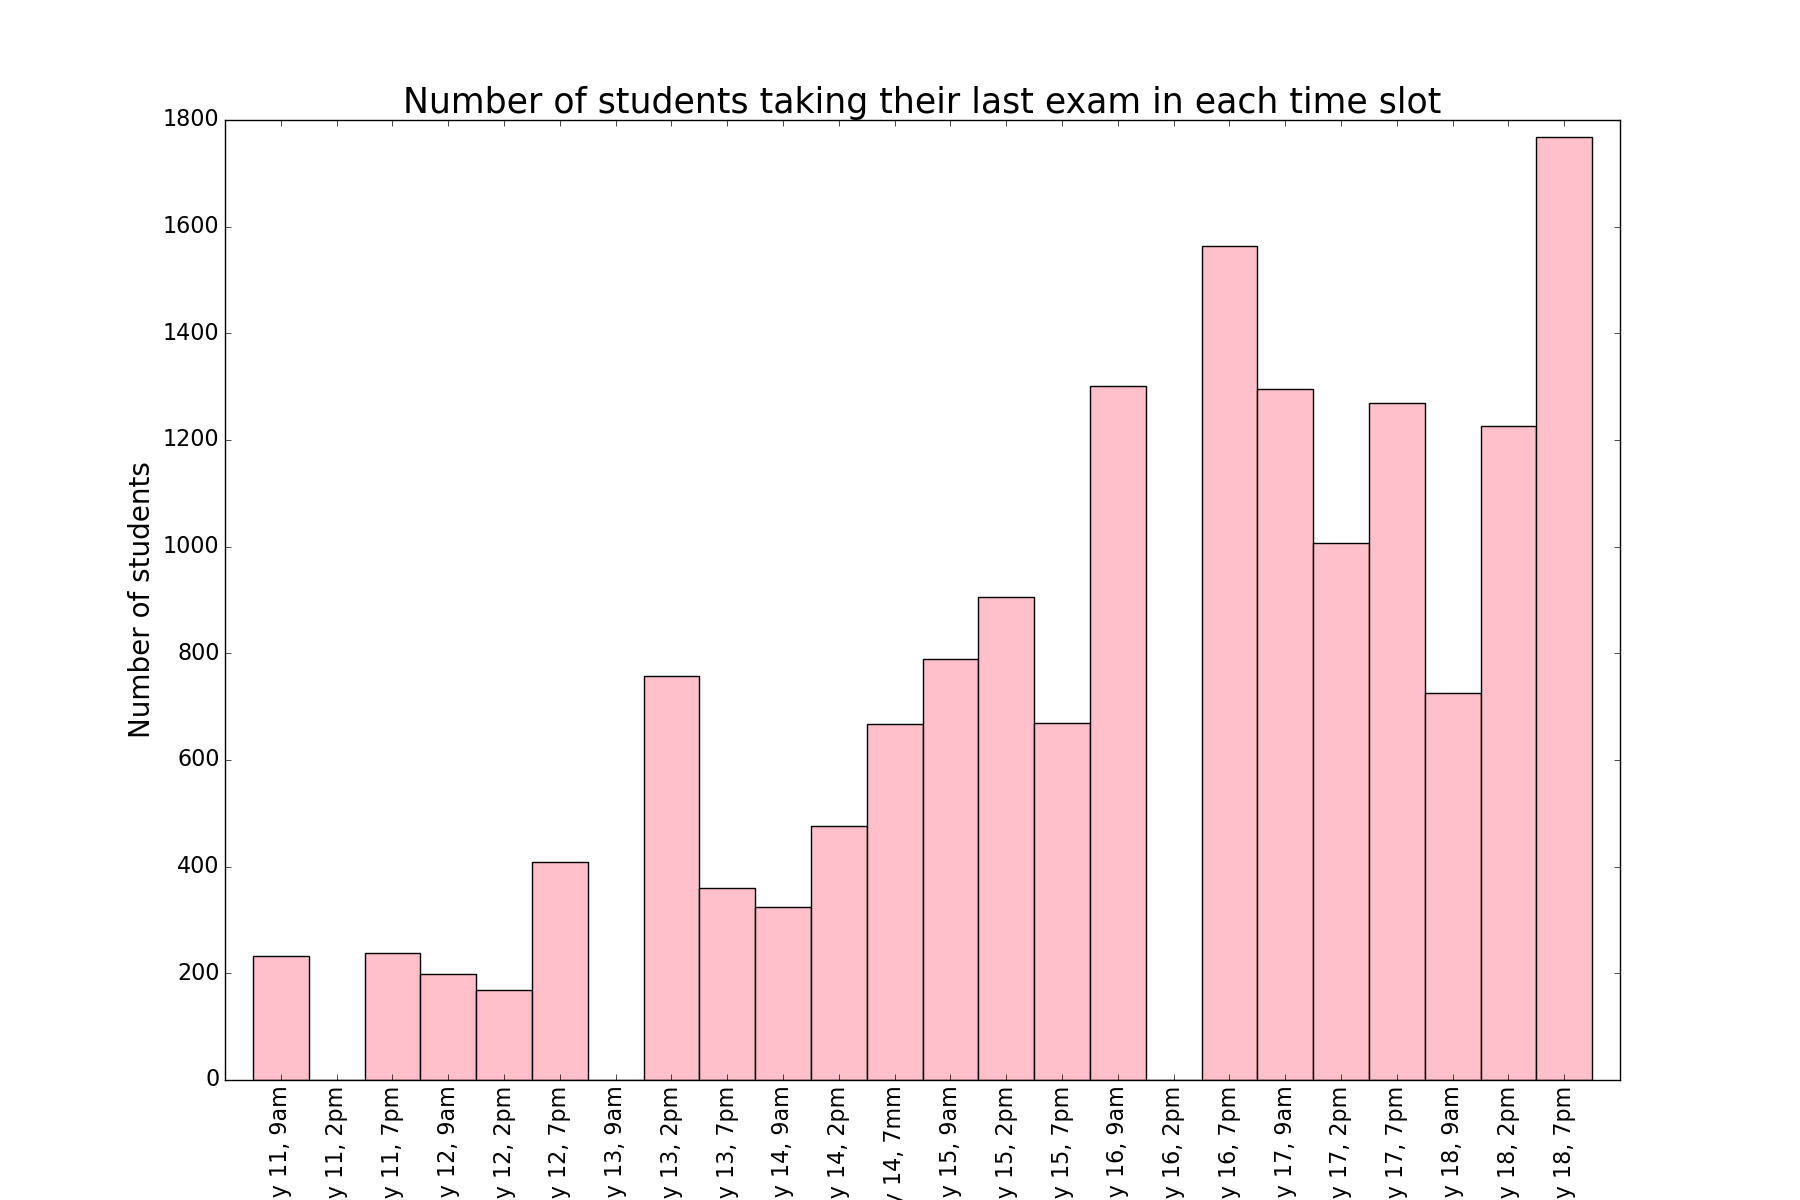 Number of students taking their last exam in each time slot
Number of students
1800
1600
1400
1200
1000
800
600
400
200
0
y 11, 9am
y 11, 2pm
y 11, 7pm
y 12, 9am
y 12, 2pm
y 12, 7pm
y 13, 9am
y 13, 2pm
y 13, 7pm
y 14, 9am
y 14, 2pm
y 14, 7mm
y 15, 9am
y 15, 2pm
y 15, 7pm
y 16, 9am
y 16, 2pm
y 16, 7pm
y 17, 9am
y 17, 2pm
y 17, 7pm
y 18, 9am
y 18, 2pm
y 18, 7pm